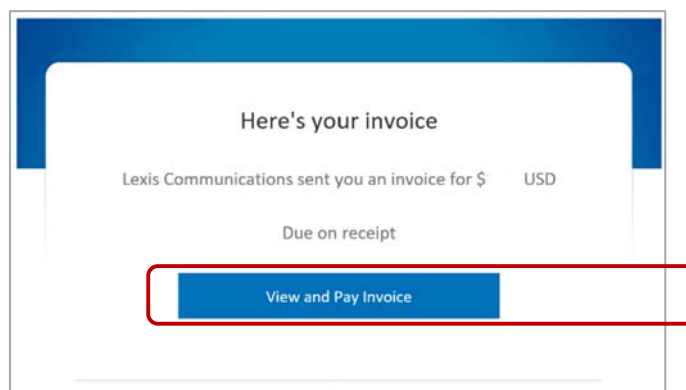 Here's your invoice
Lexis Communications sent you an invoice for $ USD
Due on receipt
View and Pay Invoice